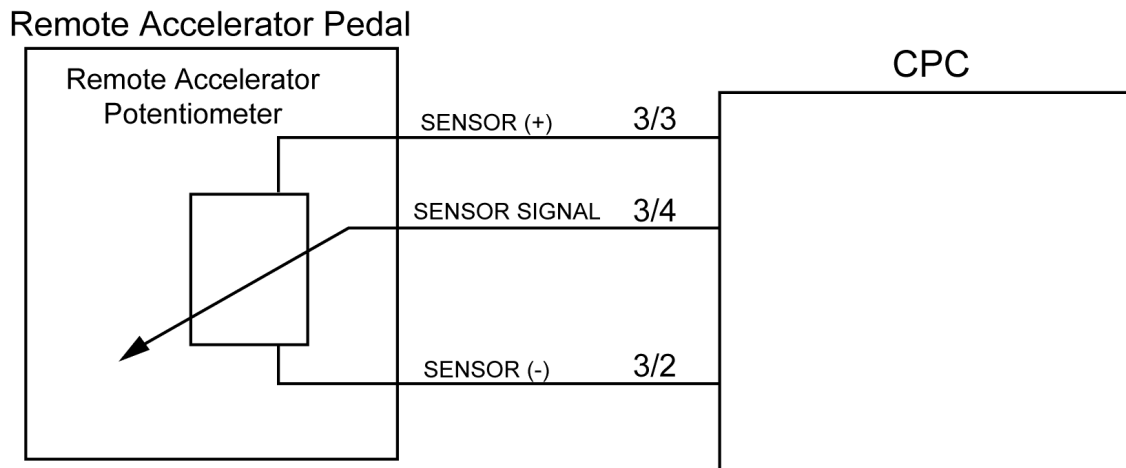 Remote Accelerator Pedal
Remote Accelerator
Potentiometer
CPC
SENSOR (+) 3/3
SENSOR SIGNAL 3/4
SENSOR (-) 3/2